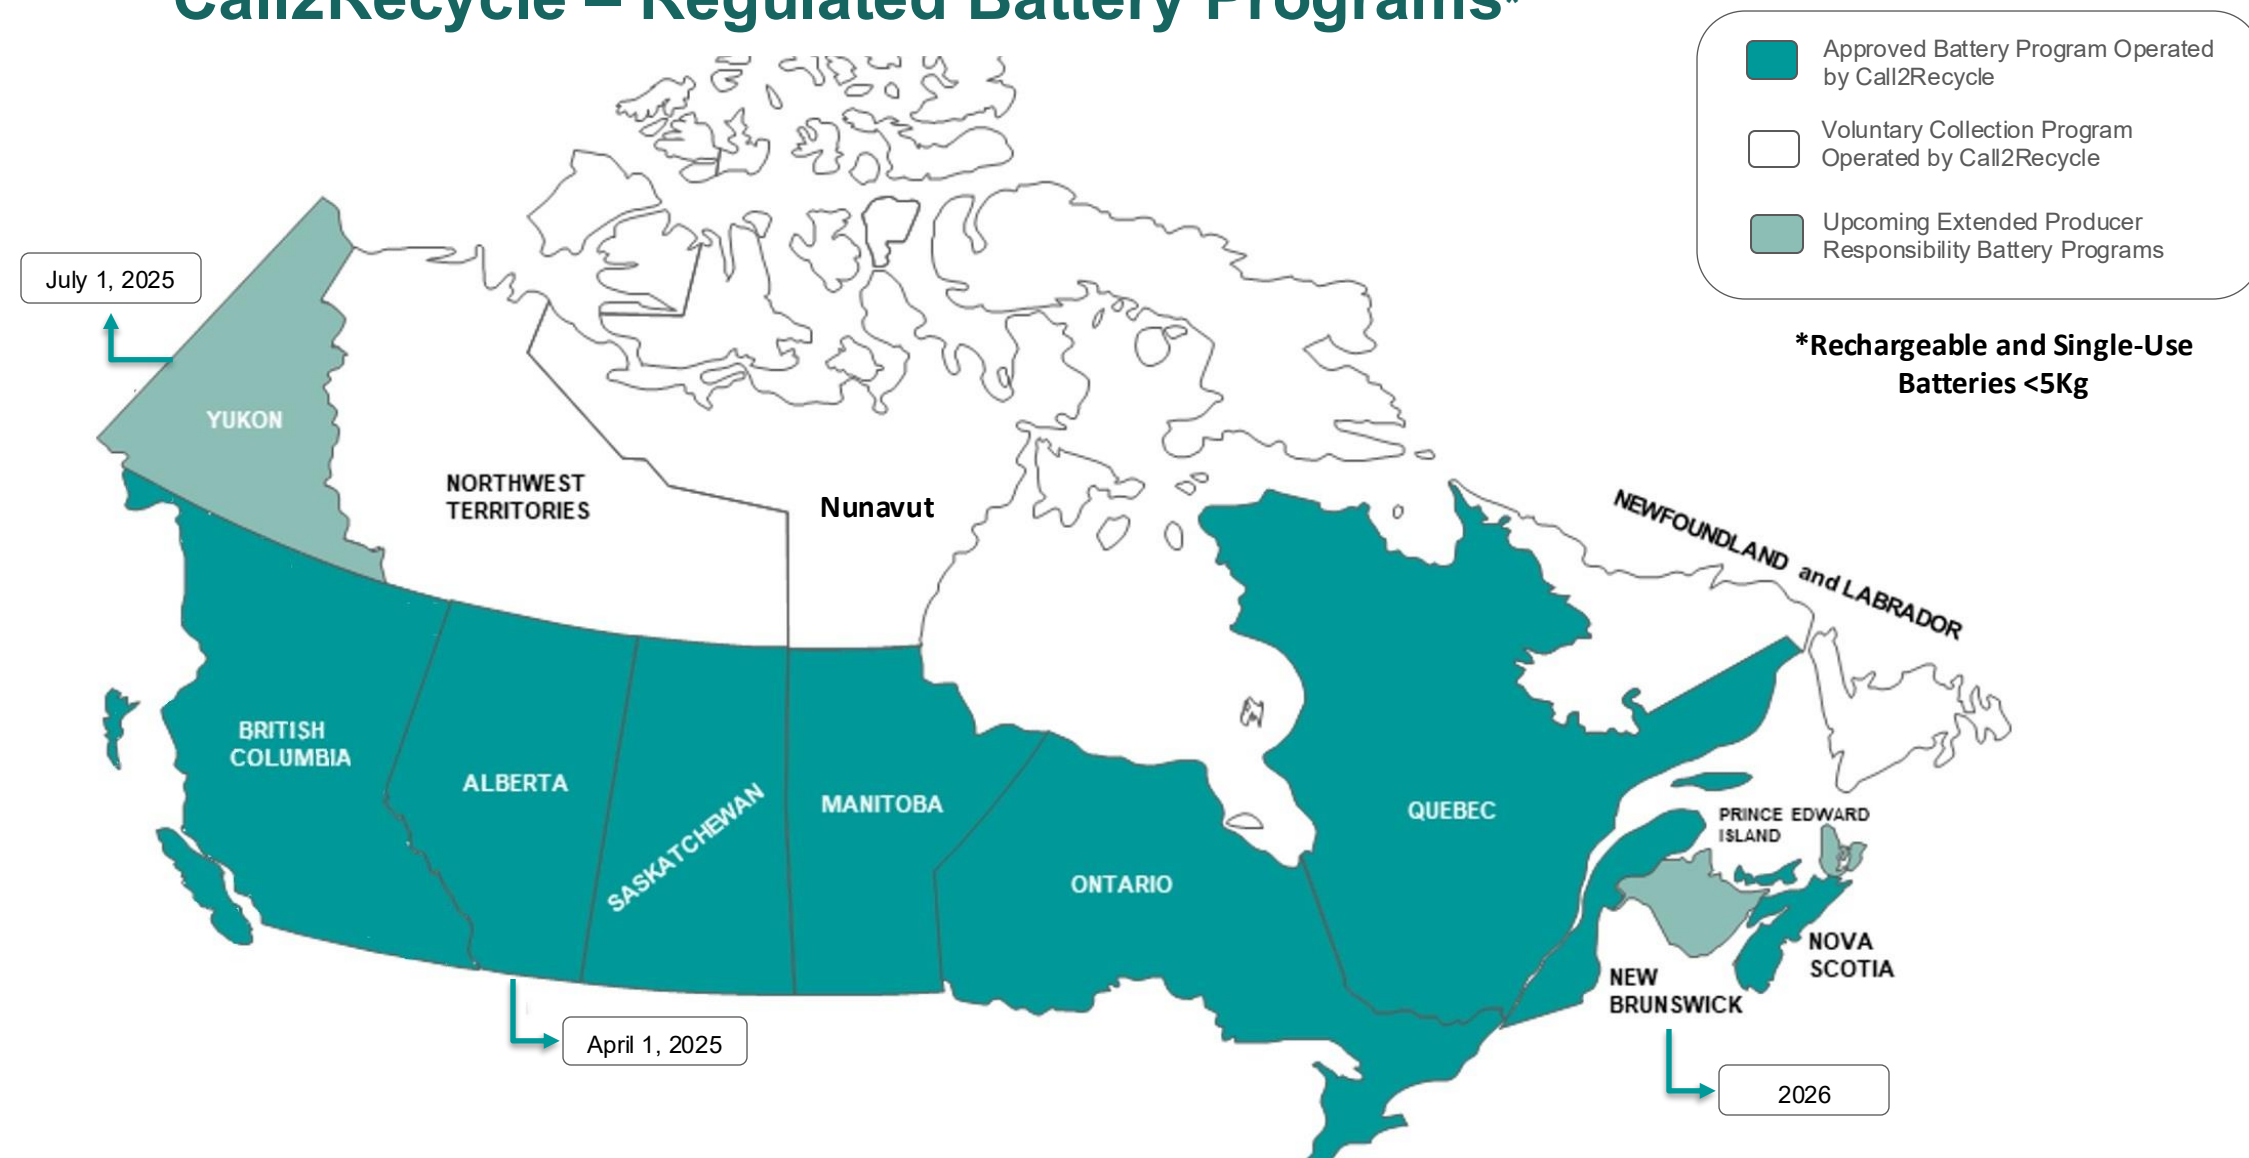 Call2Recycle – Regulated Battery Programs*
Approved Battery Program Operated
by Call2Recycle
Voluntary Collection Program
Operated by Call2Recycle
Upcoming Extended Producer
Responsibility Battery Programs
*Rechargeable and Single-Use
Batteries <5Kg
July 1, 2025
YUKON
NORTHWEST
TERRITORIES
Nunavut
NEWFOUNDLAND and LABRADOR
BRITISH
COLUMBIA
ALBERTA
SASKATCHEWAN
MANITOBA
ONTARIO
QUEBEC
PRINCE EDWARD
ISLAND
NOVA
SCOTIA
NEW
BRUNSWICK
April 1, 2025
2026